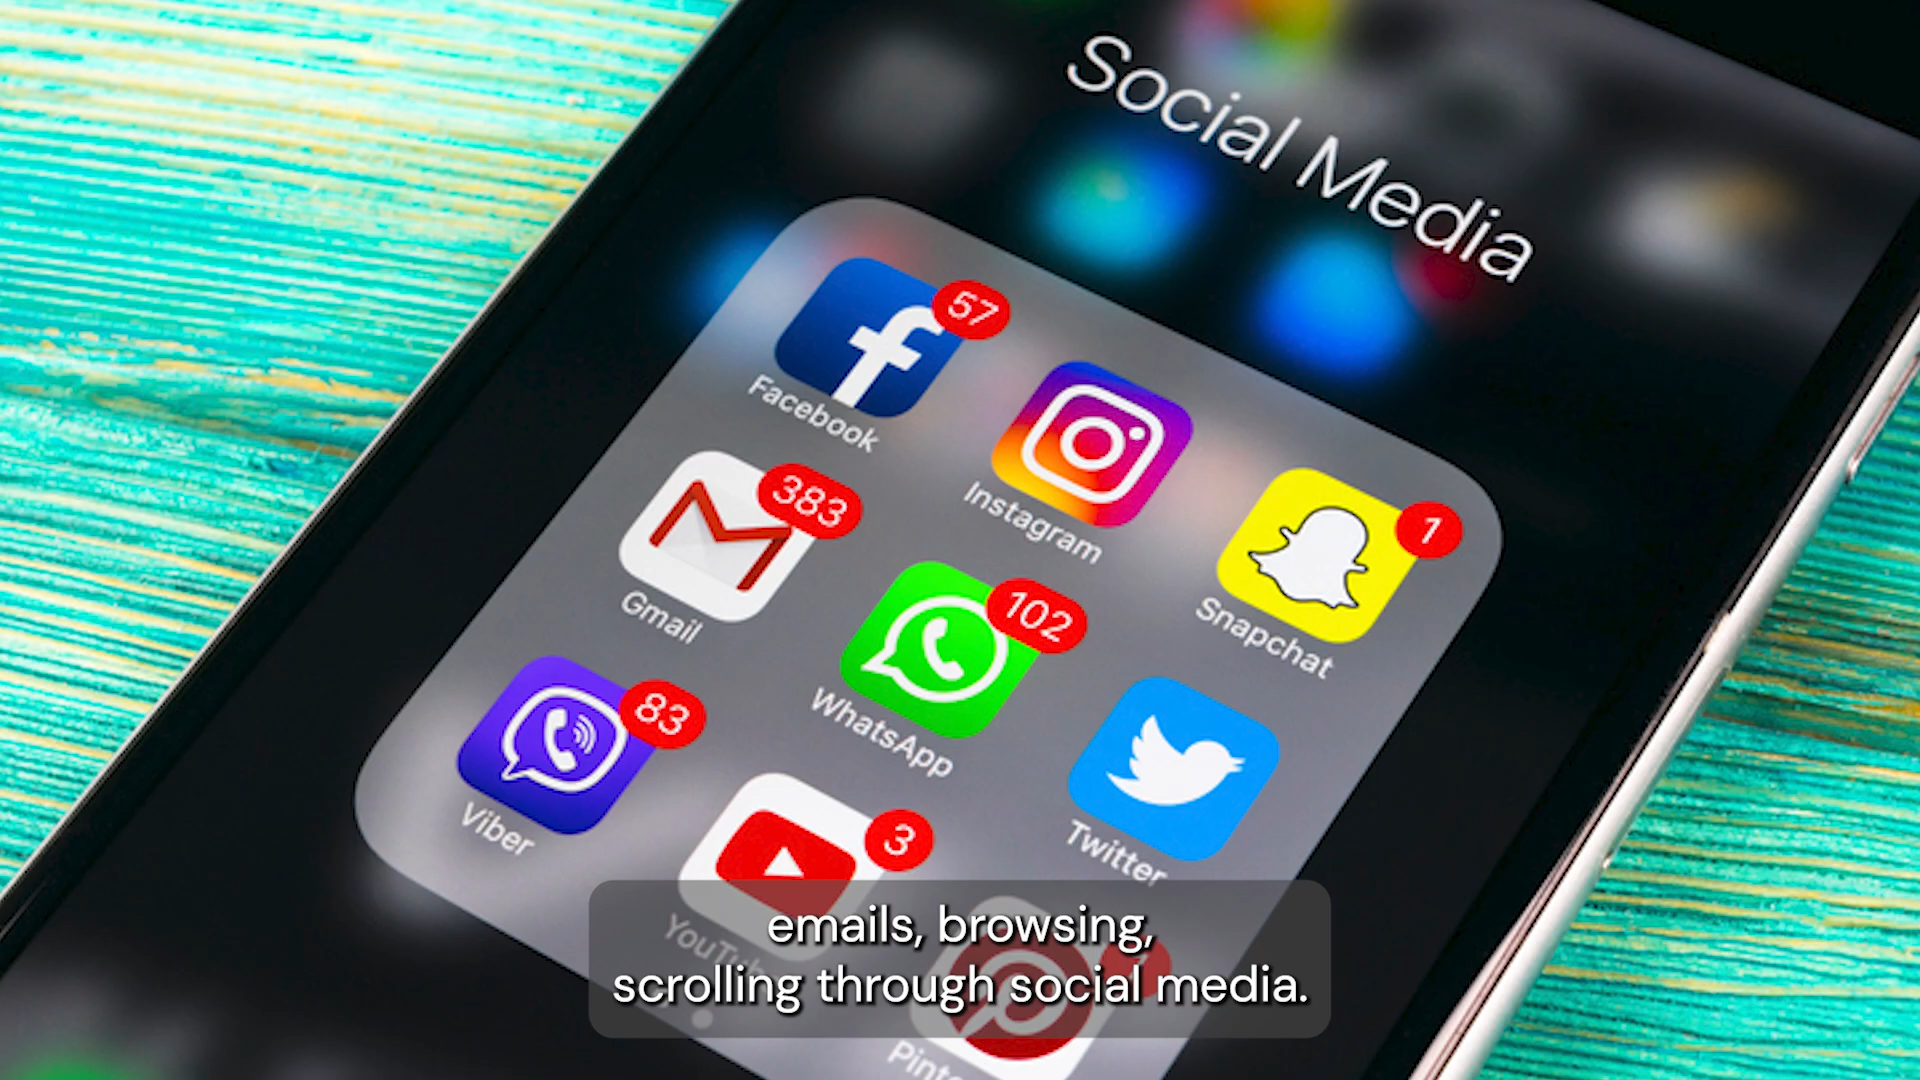 Social Media
57
Facebook
Instagram
1
Snapchat
383
Gmail
102
WhatsApp
Twitter
83
Viber
3
YouTube
emails, browsing,
scrolling through social media.